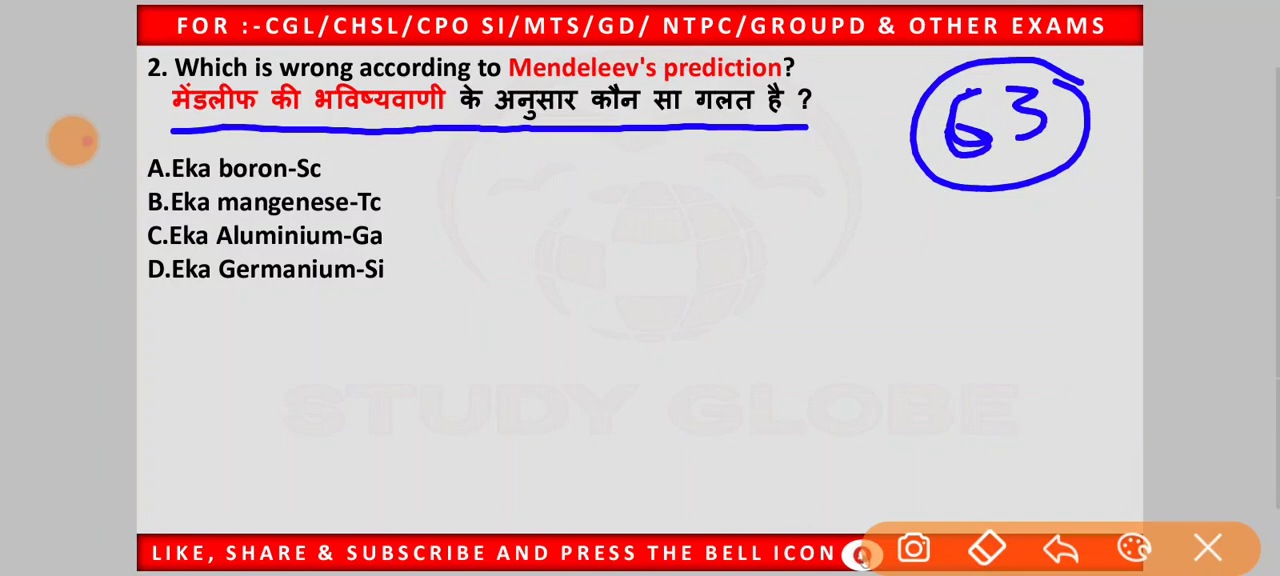 FOR :-CGL/CHSL/CPO SI/MTS/GD/ NTPC/GROUPD & OTHER EXAMS
2. Which is wrong according to Mendeleev's prediction?
मेंडलीफ की भविष्यवाणी के अनुसार कौन सा गलत है ?
63
A.Eka boron-Sc
B.Eka mangenese-Tc
C.Eka Aluminium-Ga
D.Eka Germanium-Si
STUDY GLOBE
LIKE, SHARE & SUBSCRIBE AND PRESS THE BELL ICON